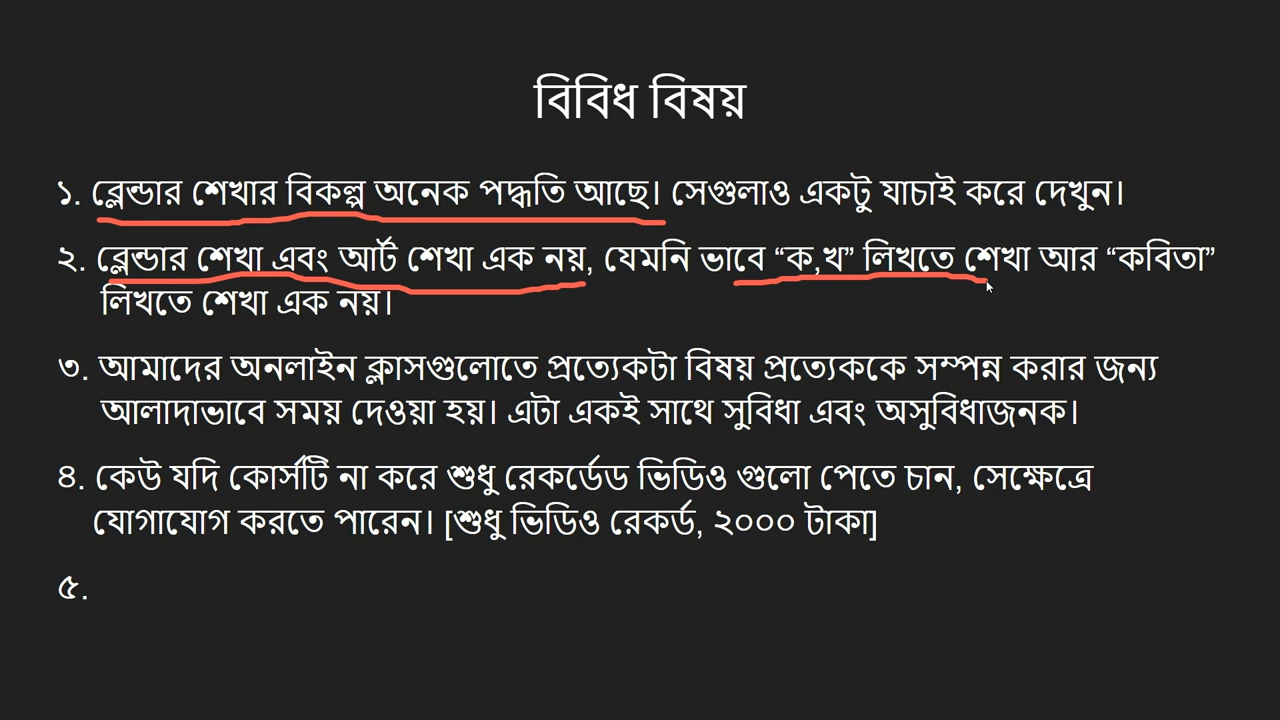 বিবিধ বিষয়
১. ব্লেন্ডার শেখার বিকল্প অনেক পদ্ধতি আছে। সেগুলাও একটু যাচাই করে দেখুন।
২. ব্লেন্ডার শেখা এবং আর্ট শেখা এক নয়, যেমনি ভাবে “ক,খ” লিখতে শেখা আর “কবিতা”
লিখতে শেখা এক নয়।
৩. আমাদের অনলাইন ক্লাসগুলোতে প্রত্যেকটা বিষয় প্রত্যেককে সম্পন্ন করার জন্য
আলাদাভাবে সময় দেওয়া হয়। এটা একই সাথে সুবিধা এবং অসুবিধাজনক।
৪. কেউ যদি কোর্সটি না করে শুধু রেকর্ডেড ভিডিও গুলো পেতে চান, সেক্ষেত্রে
যোগাযোগ করতে পারেন। [শুধু ভিডিও রেকর্ড, ২০০০ টাকা]
৫.